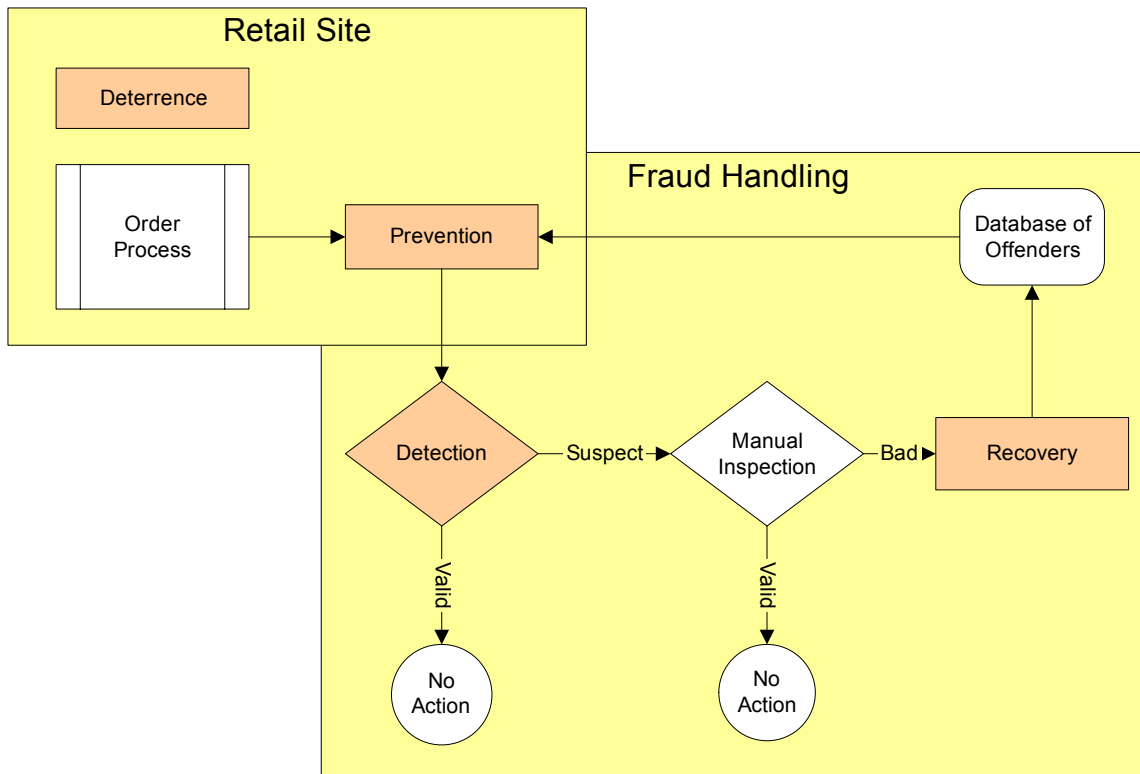 Retail Site
Deterrence
Order
Process
Prevention
Fraud Handling
Database of
Offenders
Detection
Suspect
Manual
Inspection
Bad
Recovery
Valid
Valid
No
Action
No
Action